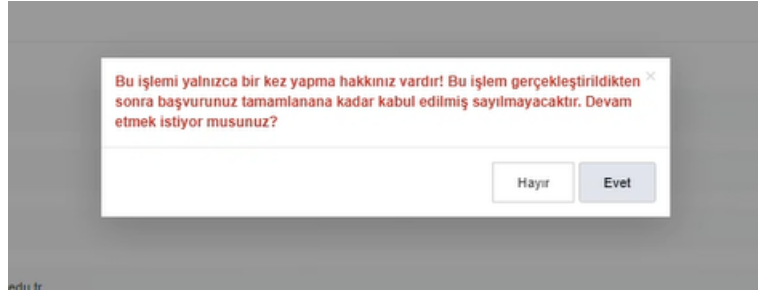 Bu işlemi yalnızca bir kez yapma hakkınız vardır! Bu işlem gerçekleştirildikten
sonra başvurunuz tamamlanana kadar kabul edilmiş sayılmayacaktır. Devam
etmek istiyor musunuz?
Hayır
Evet
edu.tr